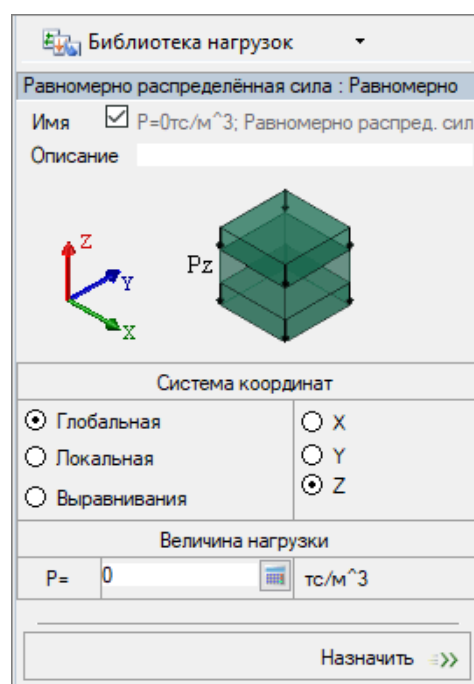 Библиотека нагрузок
Равномерно распределённая сила : Равномерно
Имя P=0тс/м^3; Равномерно распред. сил
Описание
Z
Pz
Y
X
Система координат
Глобальная X
Локальная Y
Выравнивания Z
Величина нагрузки
P= 0 тс/м^3
Назначить